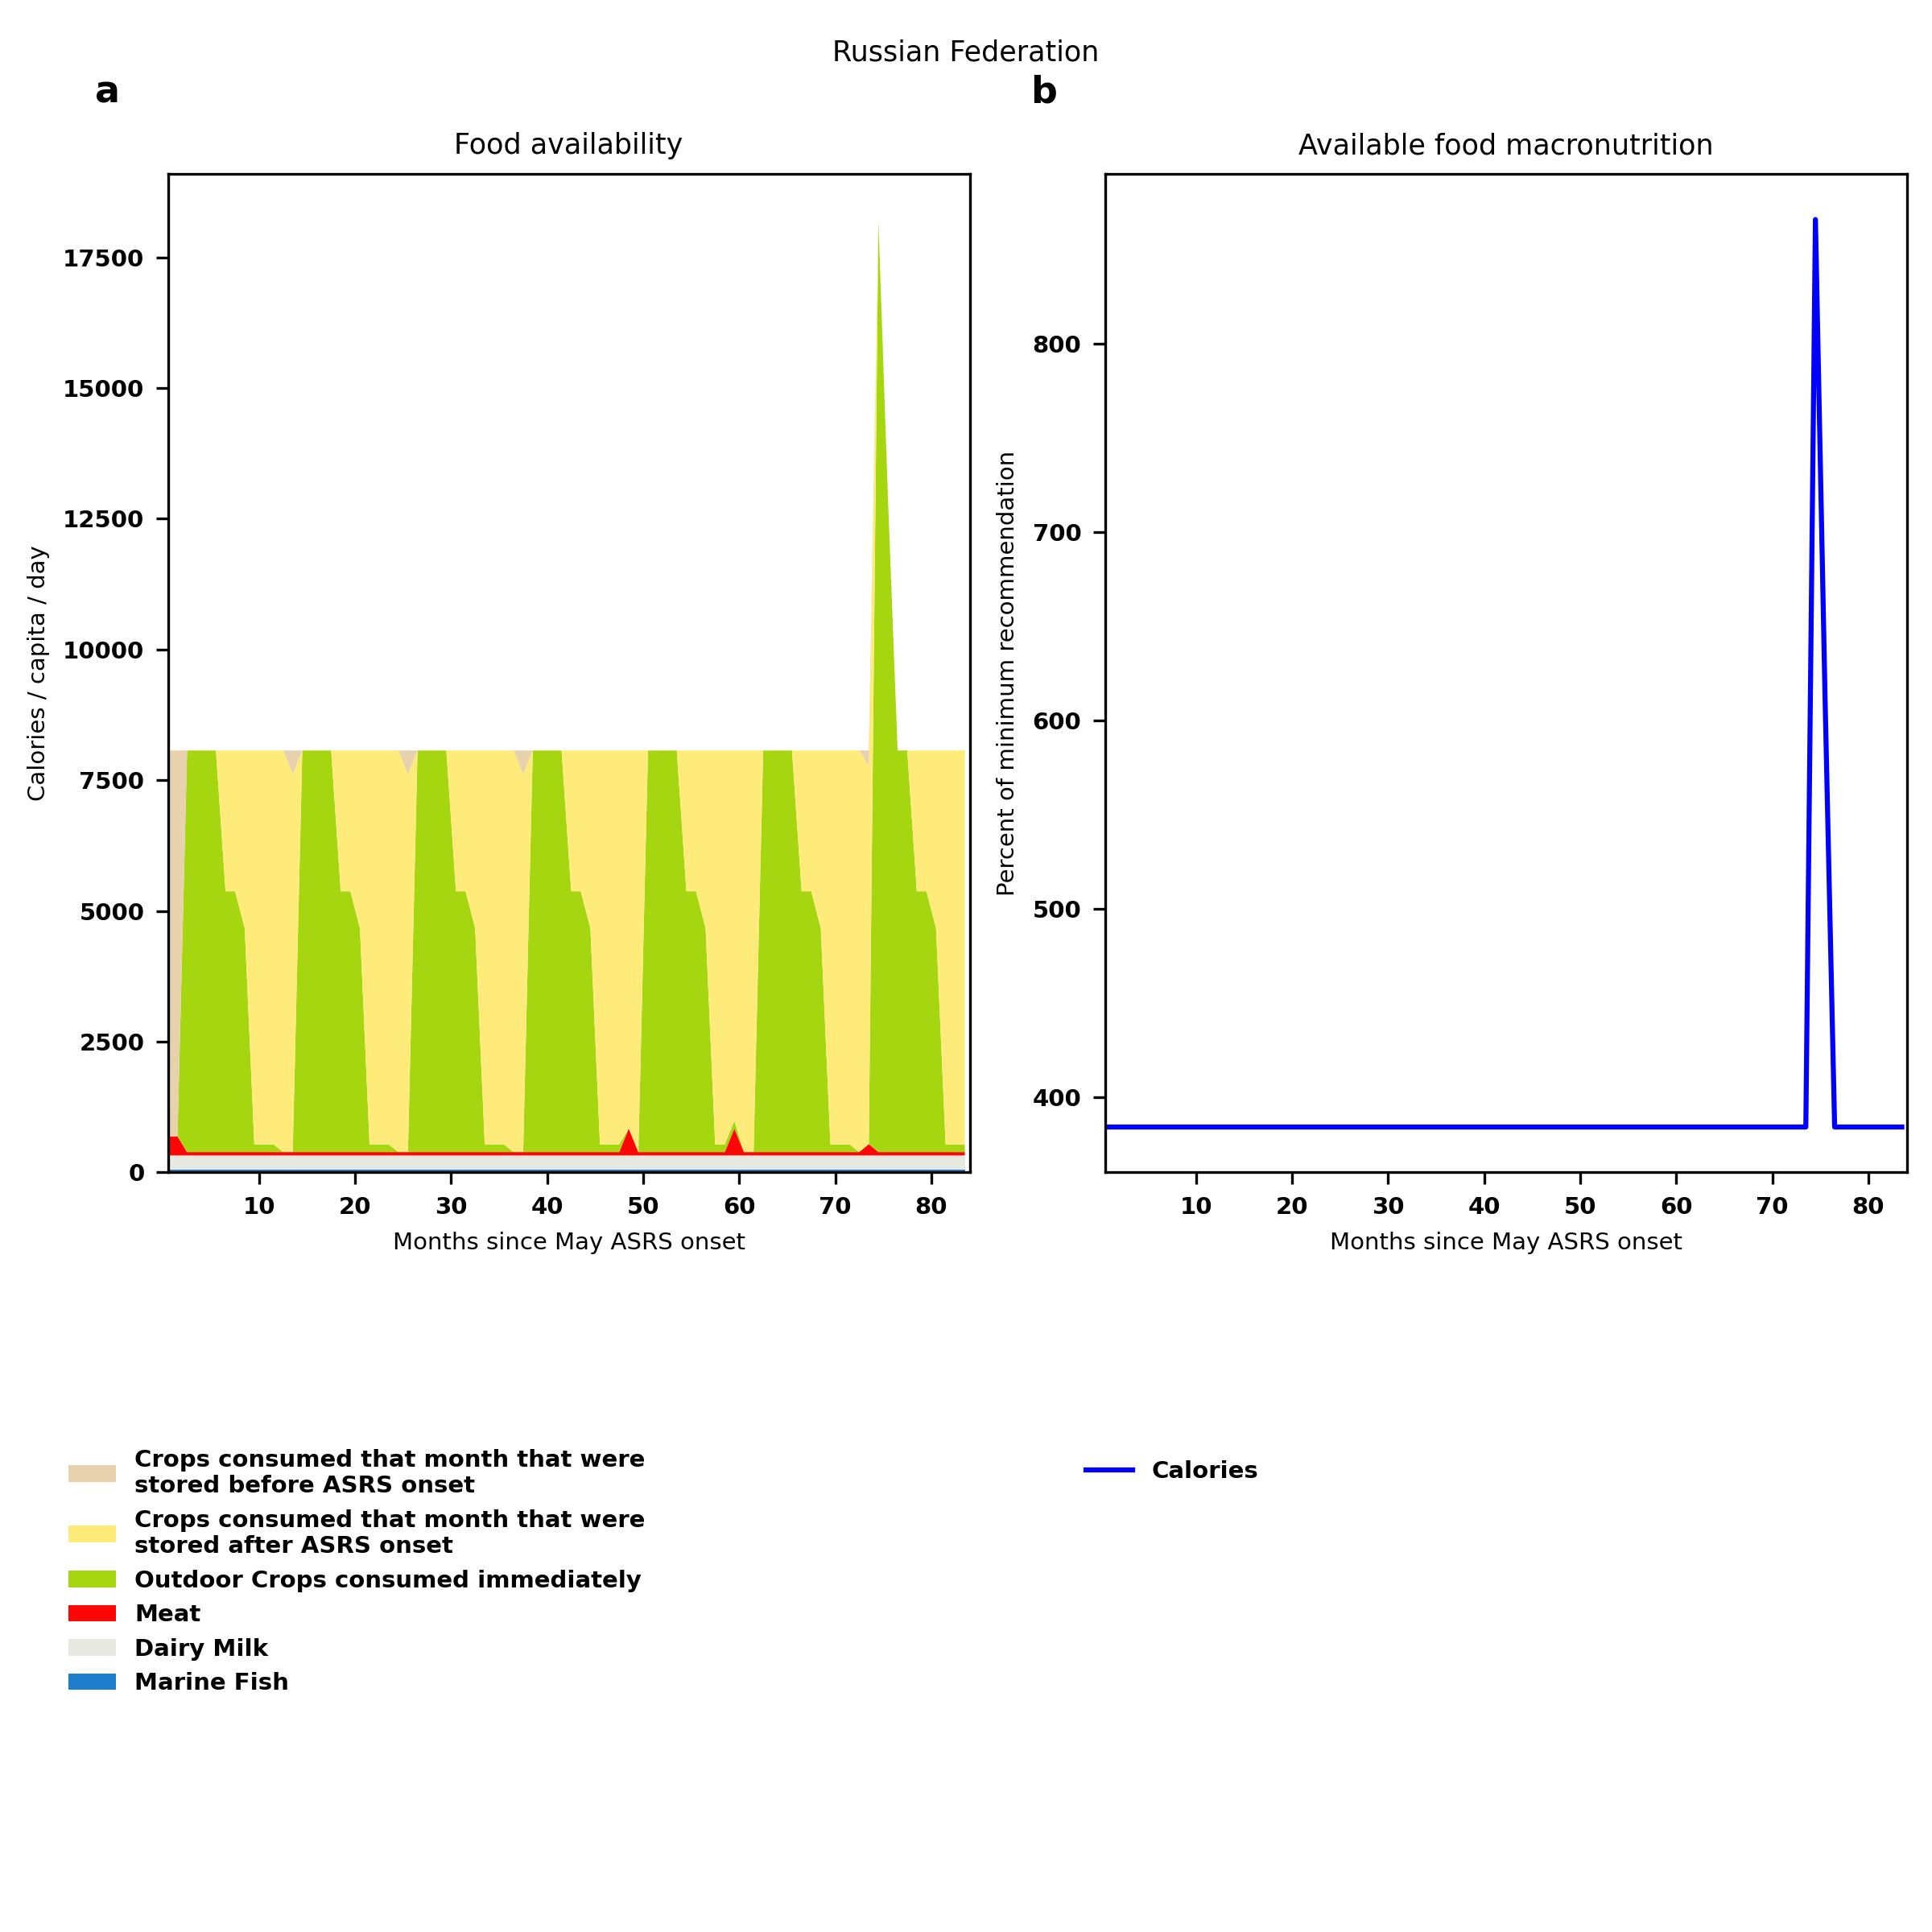 Russian Federation
a
b
Food availability
Available food macronutrition
Calories / capita / day
17500
15000
12500
10000
7500
5000
2500
0
10 20 30 40 50 60 70 80
Months since May ASRS onset
Percent of minimum recommendation
800
700
600
500
400
10 20 30 40 50 60 70 80
Months since May ASRS onset
Crops consumed that month that were
stored before ASRS onset
Crops consumed that month that were
stored after ASRS onset
Outdoor Crops consumed immediately
Meat
Dairy Milk
Marine Fish
Calories